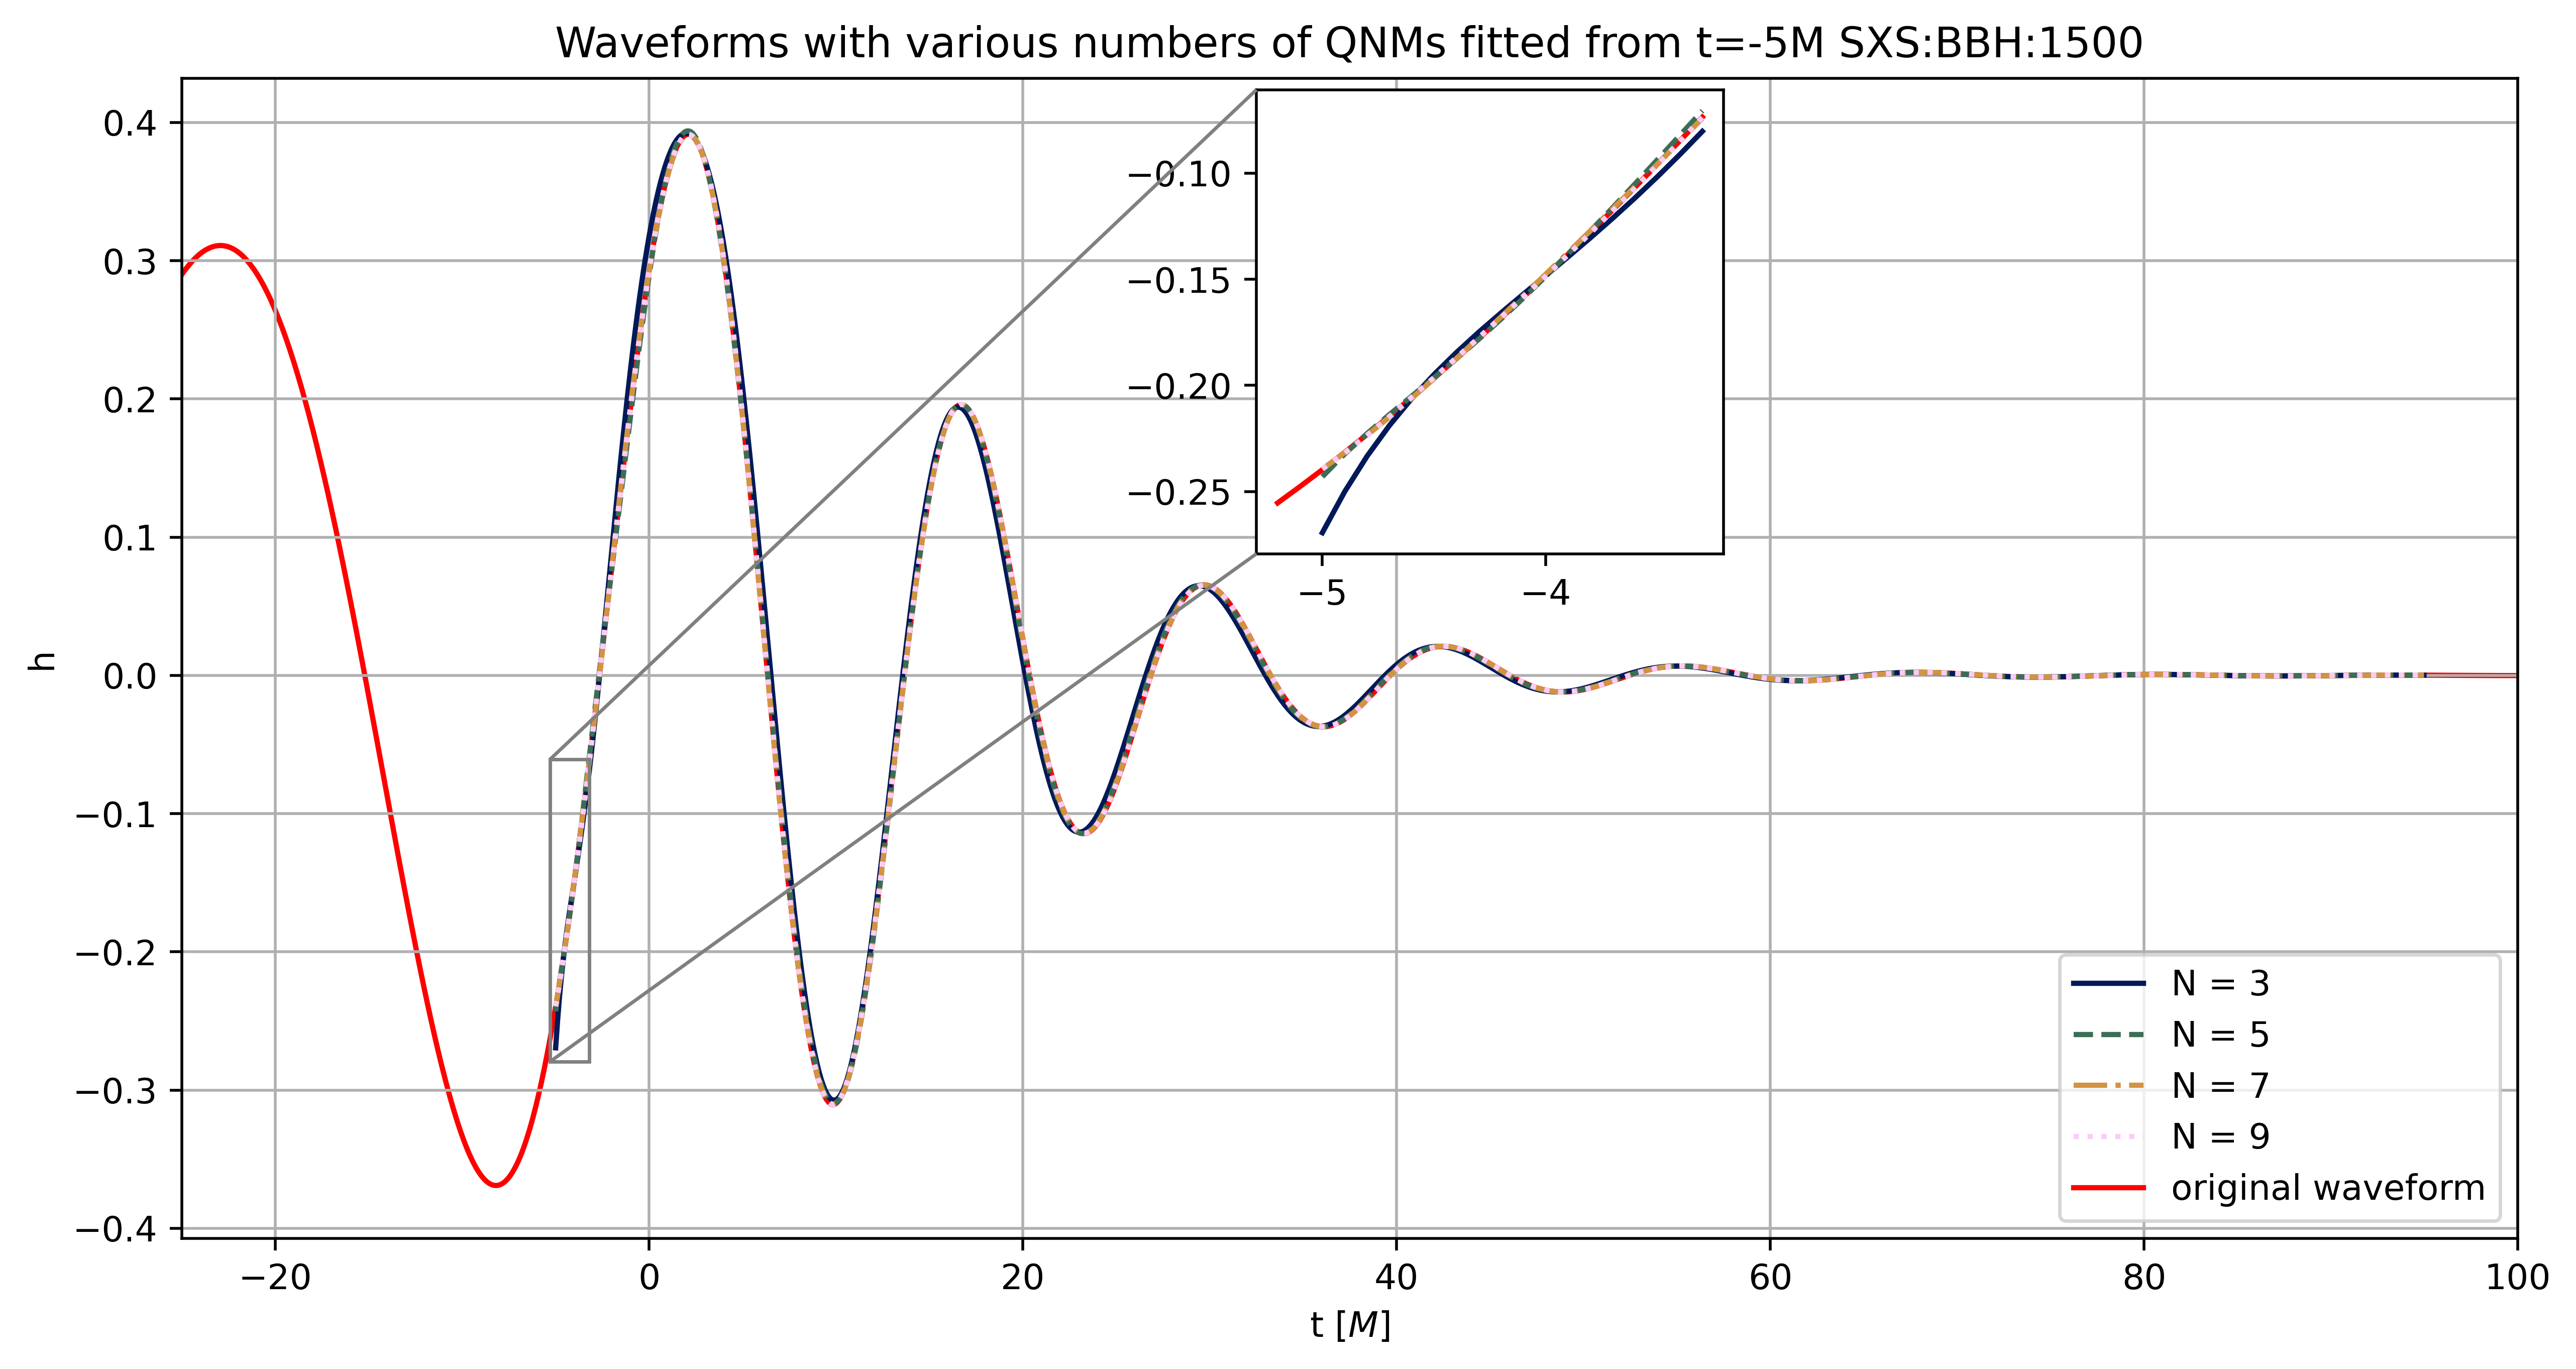 Waveforms with various numbers of QNMs fitted from t=-5M SXS:BBH:1500
h
0.4
0.3
0.2
0.1
0.0
−0.1
−0.2
−0.3
−0.4
−0.10
−0.15
−0.20
−0.25
−5 −4
N = 3
N = 5
N = 7
N = 9
original waveform
−20 0 20 40 60 80 100
t [M]